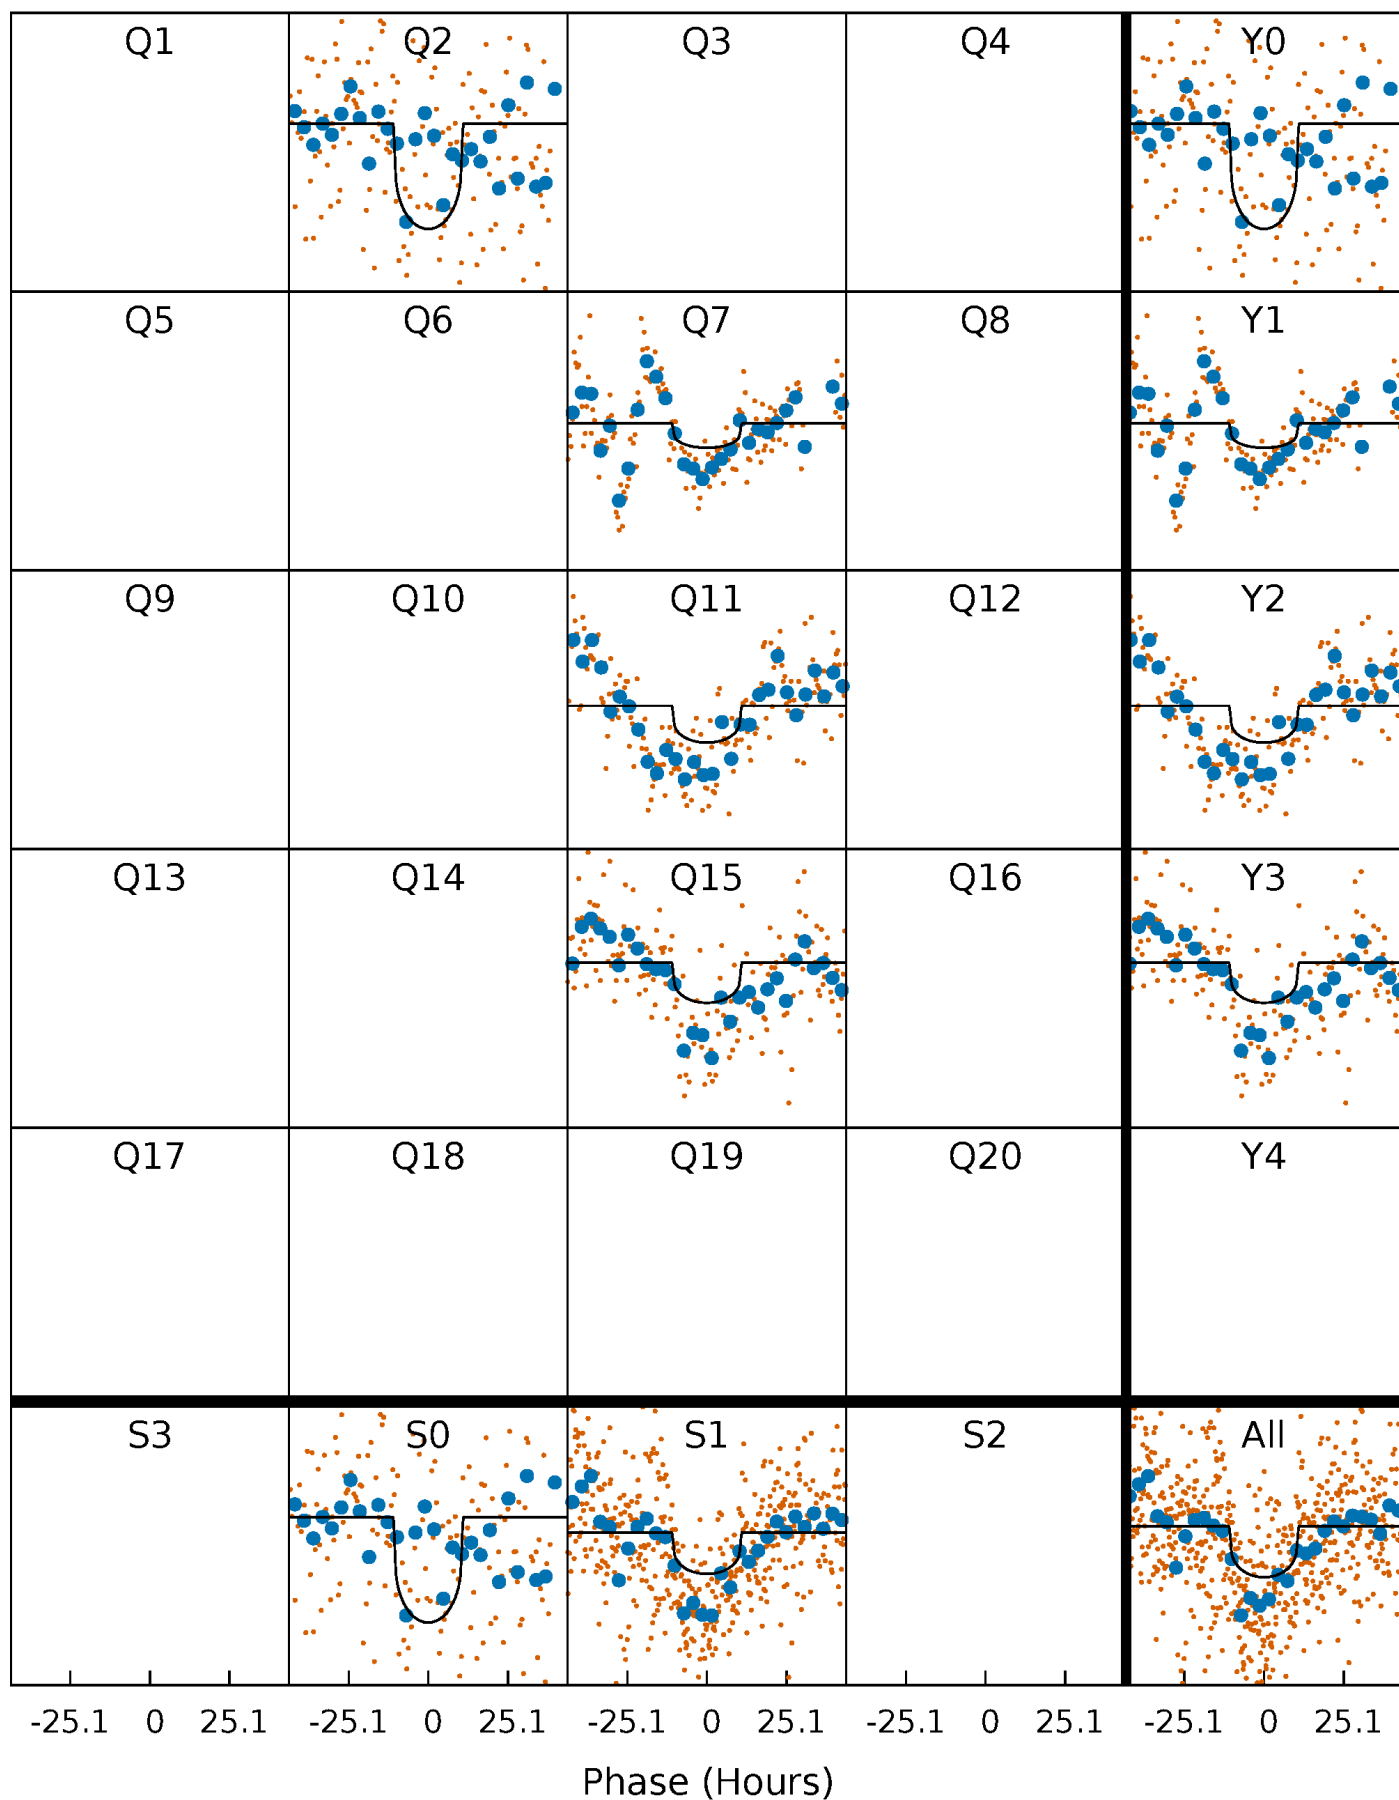 Q1 Q2 Q3 Q4 Y0
Q5 Q6 Q7 Q8 Y1
Q9 Q10 Q11 Q12 Y2
Q13 Q14 Q15 Q16 Y3
Q17 Q18 Q19 Q20 Y4
S3 S0 S1 S2 All
-25.1 0 25.1 -25.1 0 25.1 -25.1 0 25.1 -25.1 0 25.1 -25.1 0 25.1
Phase (Hours)